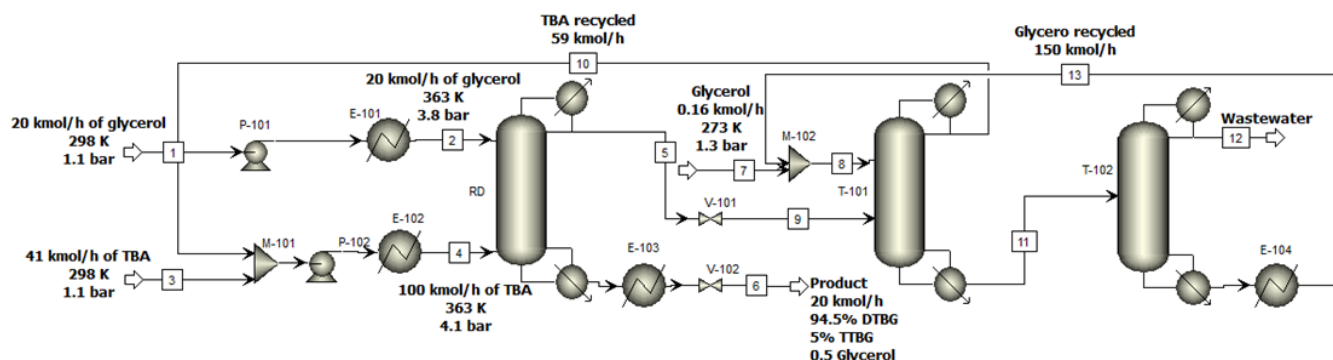 TBA recycled
59 kmol/h
10
Glycero recycled
150 kmol/h
13
20 kmol/h of glycerol
363 K
3.8 bar
E-101
2
20 kmol/h of glycerol
298 K
1.1 bar
1
P-101
Glycerol
0.16 kmol/h
273 K
1.3 bar
M-102
5
7
8
Wastewater
12
RD
T-101
T-102
V-101
9
11
E-102
41 kmol/h of TBA
298 K
1.1 bar
3
M-101
P-102
4
100 kmol/h of TBA
363 K
4.1 bar
E-103
V-102
6
E-104
Product
20 kmol/h
94.5% DTBG
5% TTBG
0.5 Glycerol